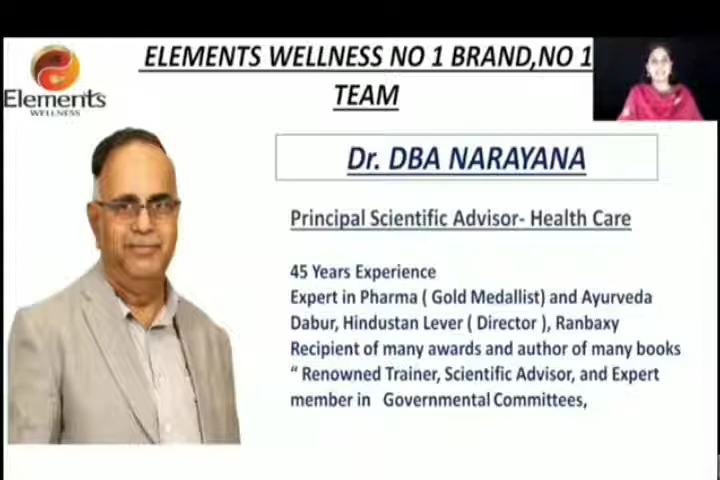 ELEMENTS WELLNESS NO 1 BRAND,NO 1
TEAM
Elements
WELLNESS
Dr. DBA NARAYANA
Principal Scientific Advisor- Health Care
45 Years Experience
Expert in Pharma ( Gold Medallist) and Ayurveda
Dabur, Hindustan Lever ( Director ), Ranbaxy
Recipient of many awards and author of many books
“ Renowned Trainer, Scientific Advisor, and Expert
member in Governmental Committees,